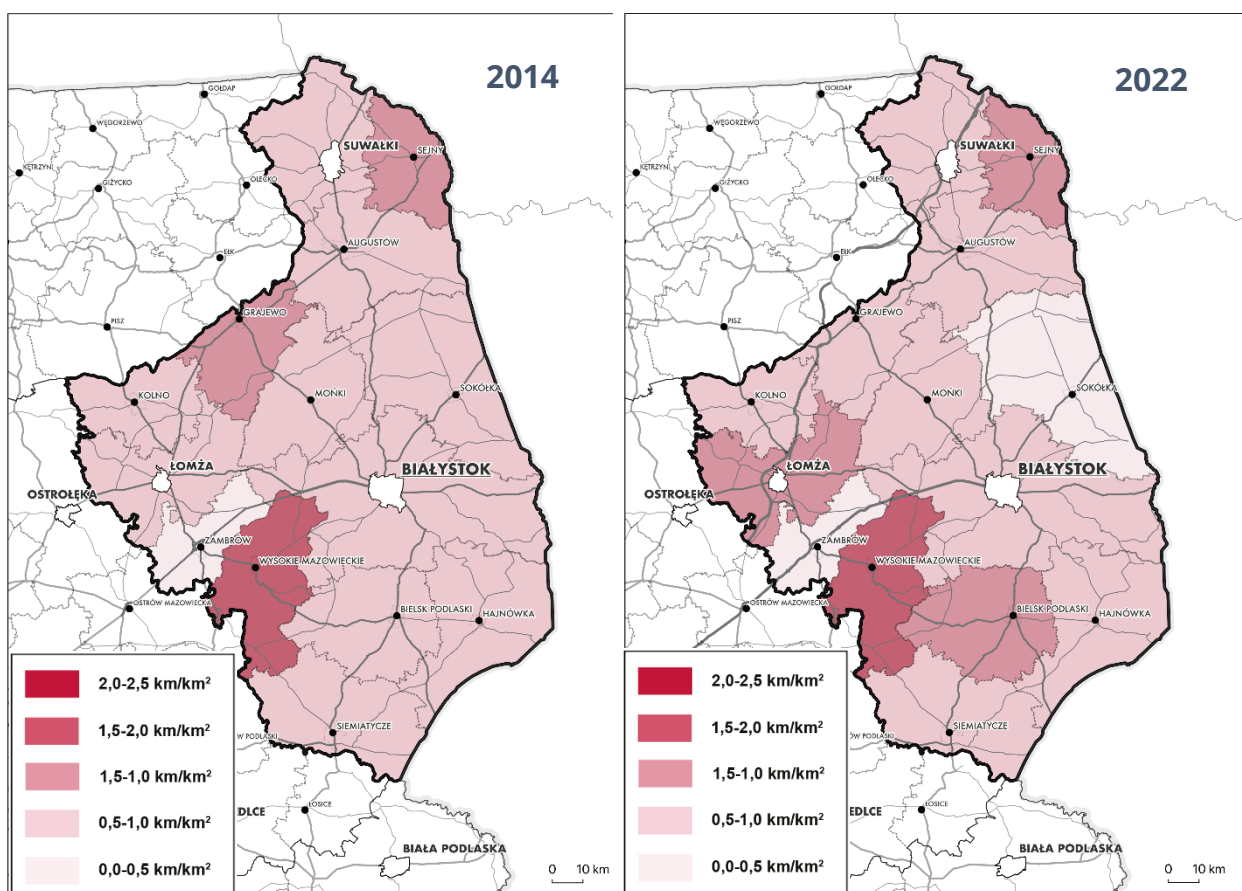 2014
GOŁDAP
WĘGORZEWO
SUWAŁKI
SEJNY
KĘTRZYN
GIŻYCKO
OLECKO
AUGUSTÓW
EŁK
GRAJEWO
PISZ
KOLNO
MOŃKI
SOKÓŁKA
ŁOMŻA
BIAŁYSTOK
OSTROŁĘKA
ZAMBRÓW
WYSOKIE MAZOWIECKIE
OSTRÓW MAZOWIECKA
BIELSK PODLASKI
HAJNÓWKA
SIEMIATYCZE
W PODLASKI
ŁOSICE
EDLCE
BIAŁA PODLASKA
2,0-2,5 km/km²
1,5-2,0 km/km²
1,5-1,0 km/km²
0,5-1,0 km/km²
0,0-0,5 km/km²
0 10 km
2022
GOŁDAP
WĘGORZEWO
SUWAŁKI
SEJNY
KĘTRZYN
GIŻYCKO
OLECKO
AUGUSTÓW
EŁK
GRAJEWO
PISZ
KOLNO
MOŃKI
SOKÓŁKA
ŁOMŻA
BIAŁYSTOK
OSTROŁĘKA
ZAMBRÓW
WYSOKIE MAZOWIECKIE
OSTRÓW MAZOWIECKA
BIELSK PODLASKI
HAJNÓWKA
SIEMIATYCZE
ÓW PODLASKI
ŁOSICE
EDLCE
BIAŁA PODLASKA
2,0-2,5 km/km²
1,5-2,0 km/km²
1,5-1,0 km/km²
0,5-1,0 km/km²
0,0-0,5 km/km²
0 10 km